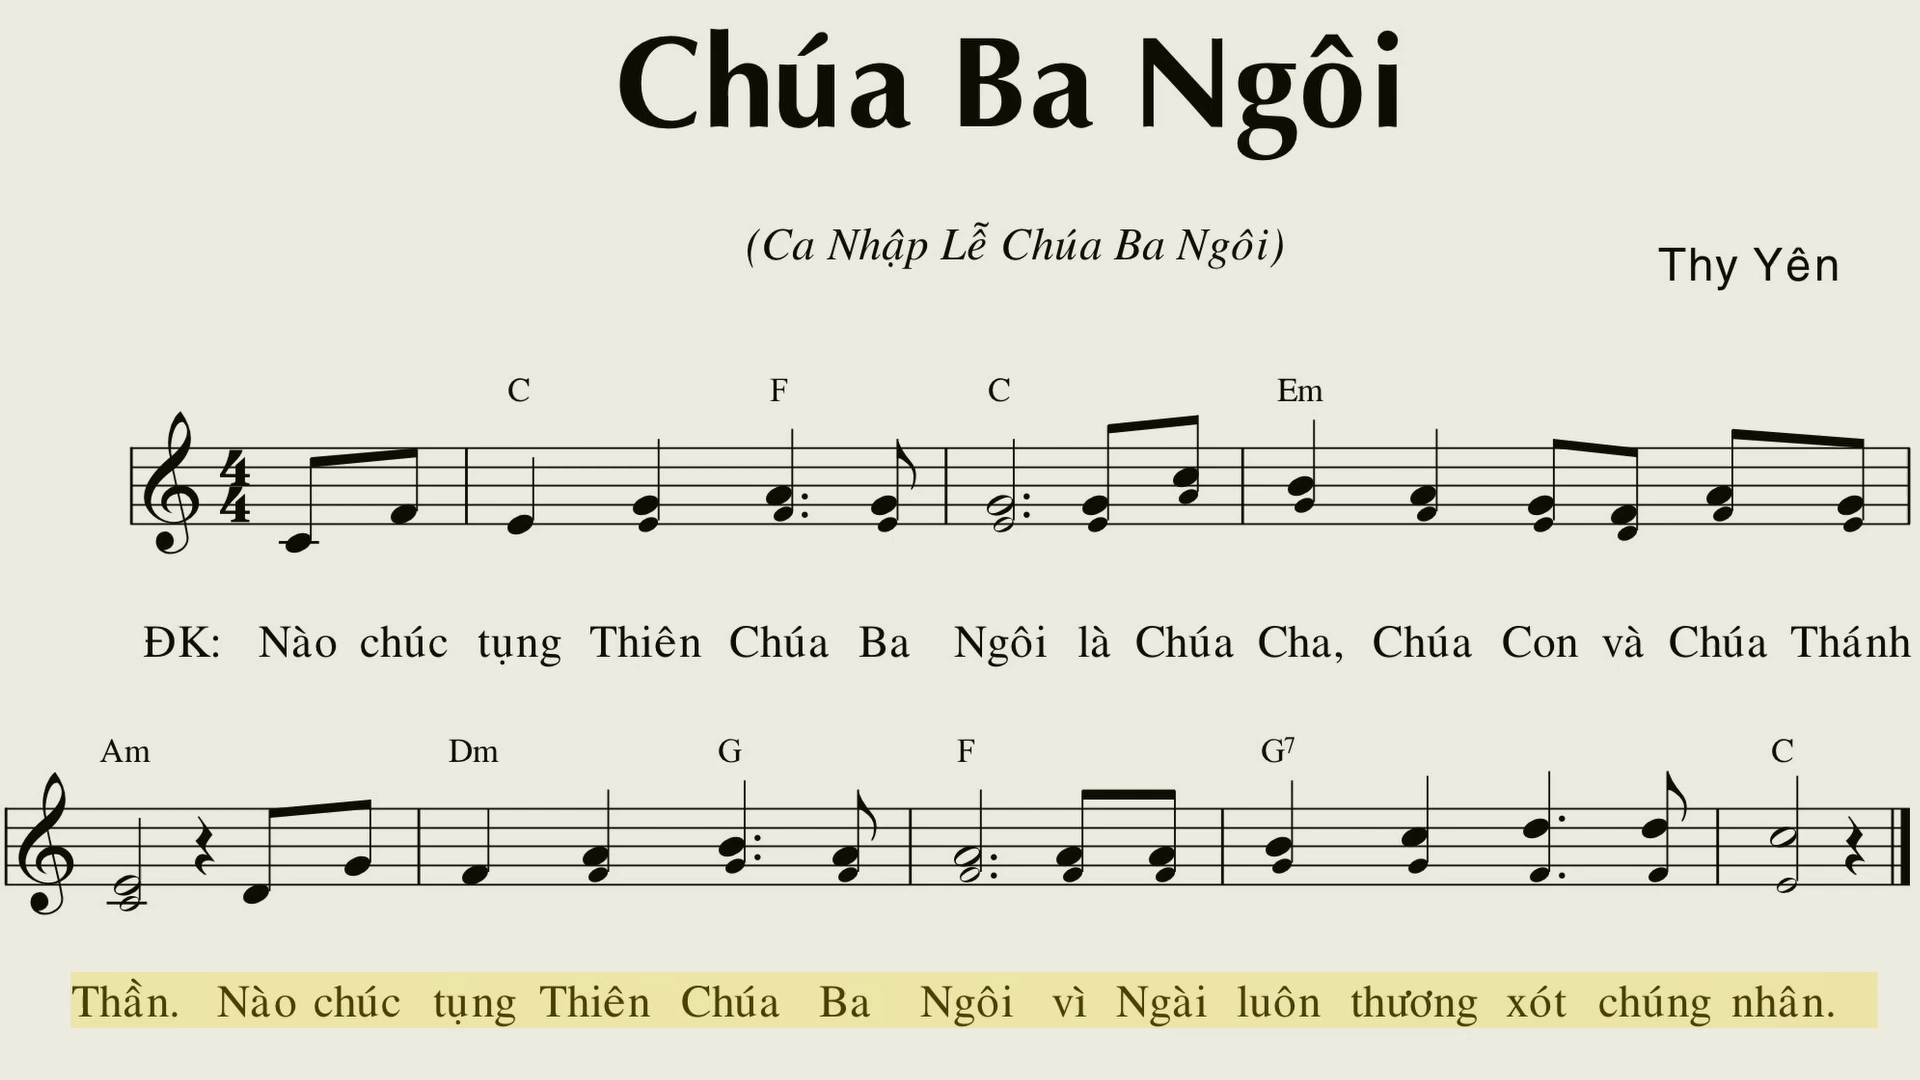 Chúa Ba Ngôi
(Ca Nhập Lễ Chúa Ba Ngôi)
Thy Yên
C F C Em
4
4
ĐK: Nào chúc tụng Thiên Chúa Ba Ngôi là Chúa Cha, Chúa Con và Chúa Thánh
Am Dm G F G7 C
Thần. Nào chúc tụng Thiên Chúa Ba Ngôi vì Ngài luôn thương xót chúng nhân.